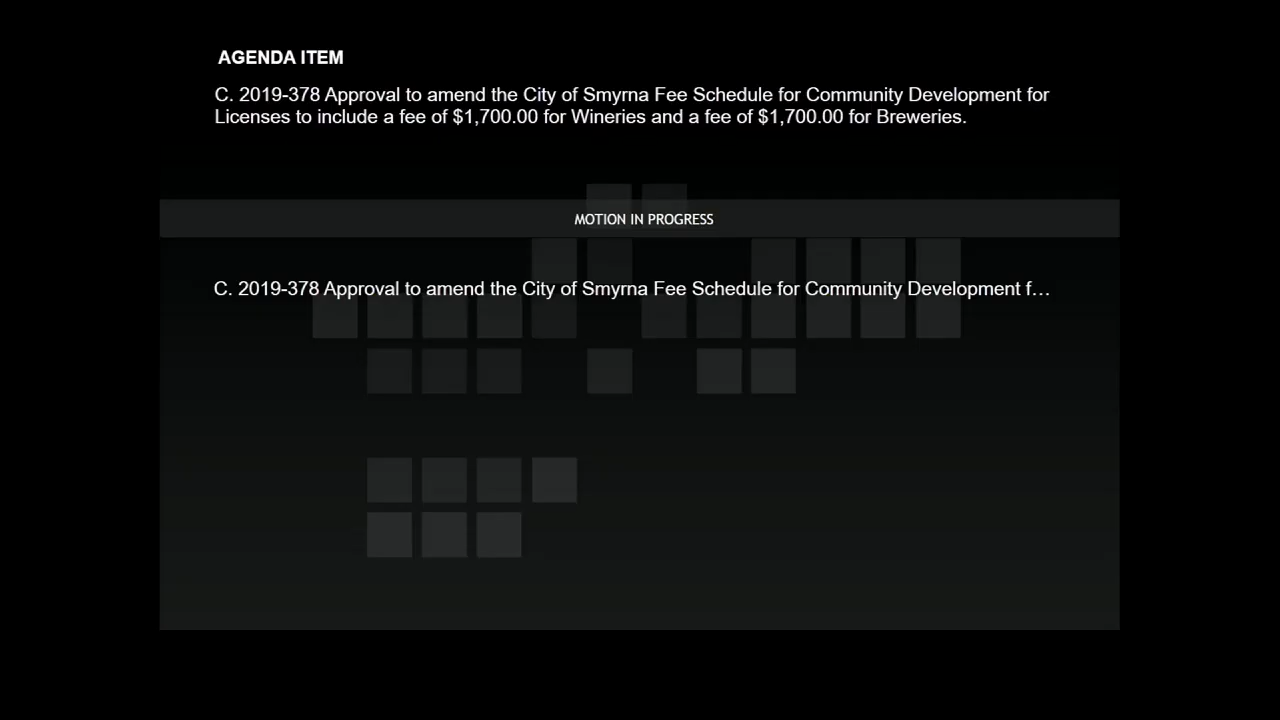 AGENDA ITEM
C. 2019-378 Approval to amend the City of Smyrna Fee Schedule for Community Development for
Licenses to include a fee of $1,700.00 for Wineries and a fee of $1,700.00 for Breweries.
MOTION IN PROGRESS
C. 2019-378 Approval to amend the City of Smyrna Fee Schedule for Community Development f...